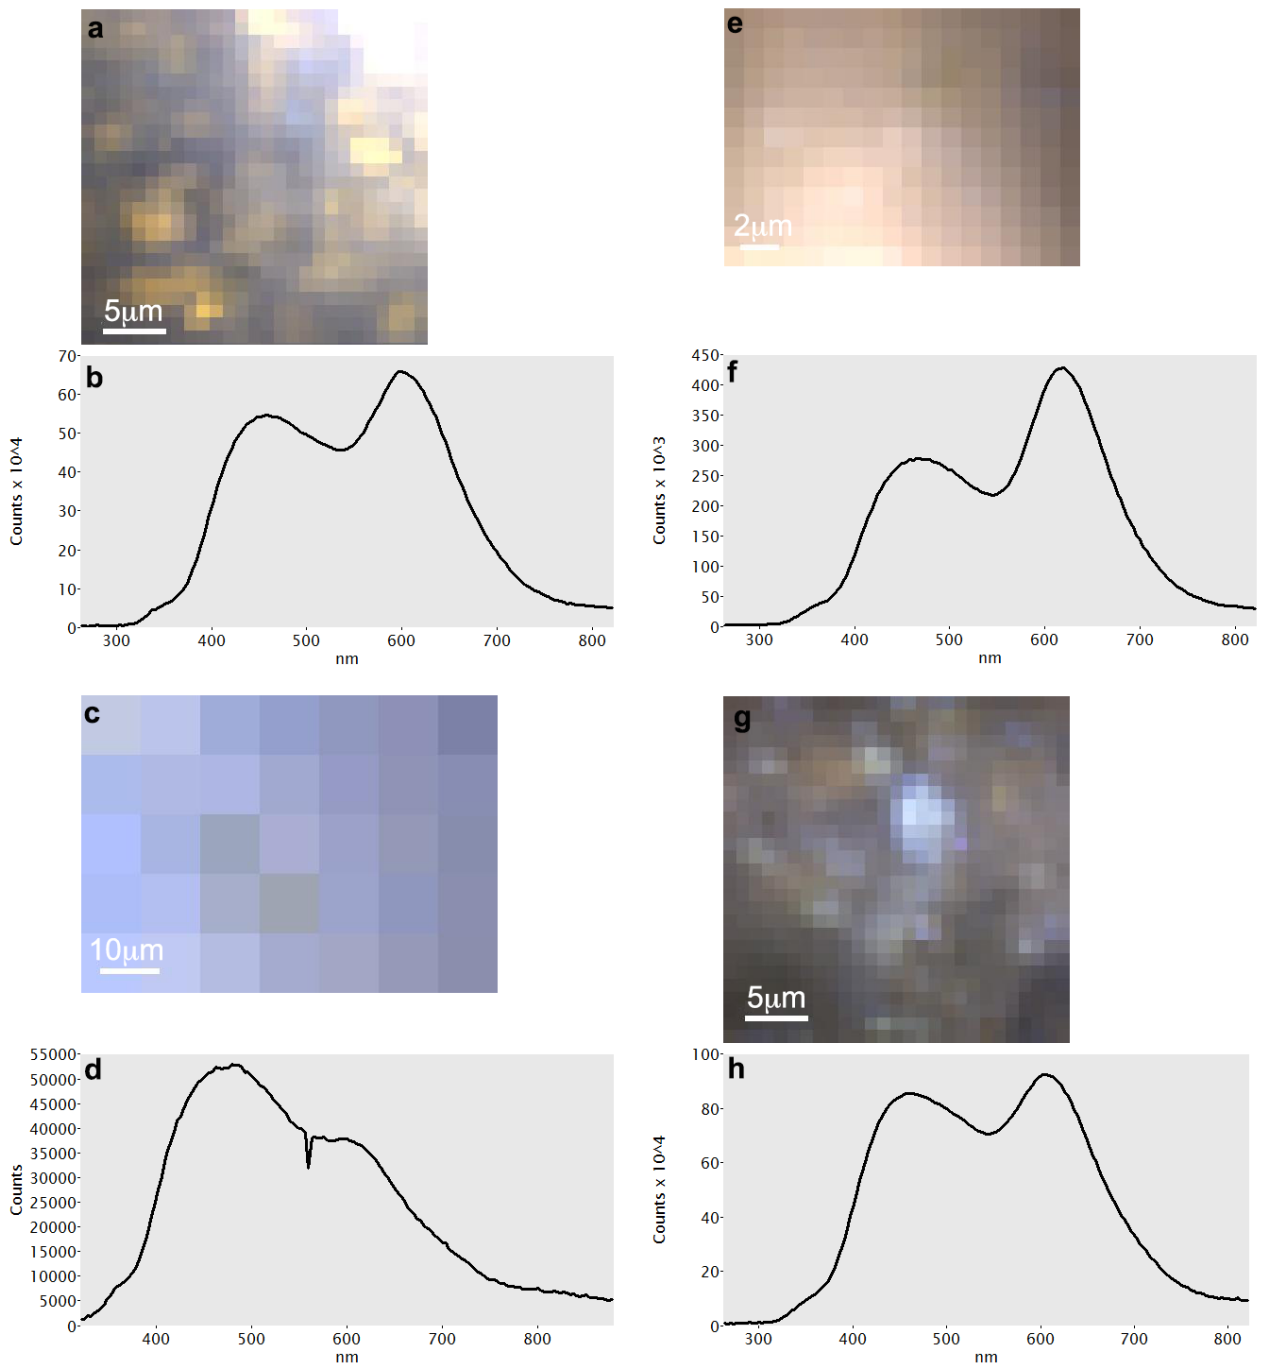 a
5μm
e
2μm
b
70
60
50
40
30
20
10
0
Counts x 10^4
300 400 500 600 700 800
nm
f
450
400
350
300
250
200
150
100
50
0
Counts x 10^3
300 400 500 600 700 800
nm
c
10μm
g
5μm
d
55000
50000
45000
40000
35000
30000
25000
20000
15000
10000
5000
0
Counts
400 500 600 700 800
nm
h
100
80
60
40
20
0
Counts x 10^4
300 400 500 600 700 800
nm